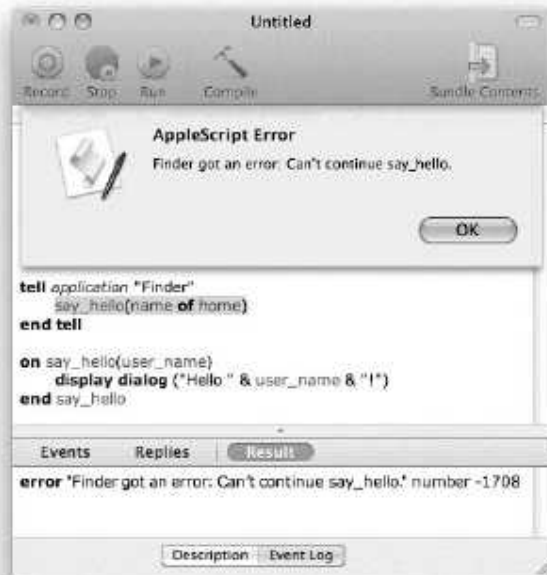 Untitled
Record Stop Run Compile Bundle Contents
AppleScript Error
Finder got an error: Can't continue say_hello.
OK
tell application "Finder"
say_hello(name of home)
end tell
on say_hello(user_name)
display dialog ("Hello " & user_name & "!")
end say_hello
Events Replies Result
error "Finder got an error: Can't continue say_hello." number -1708
Description Event Log